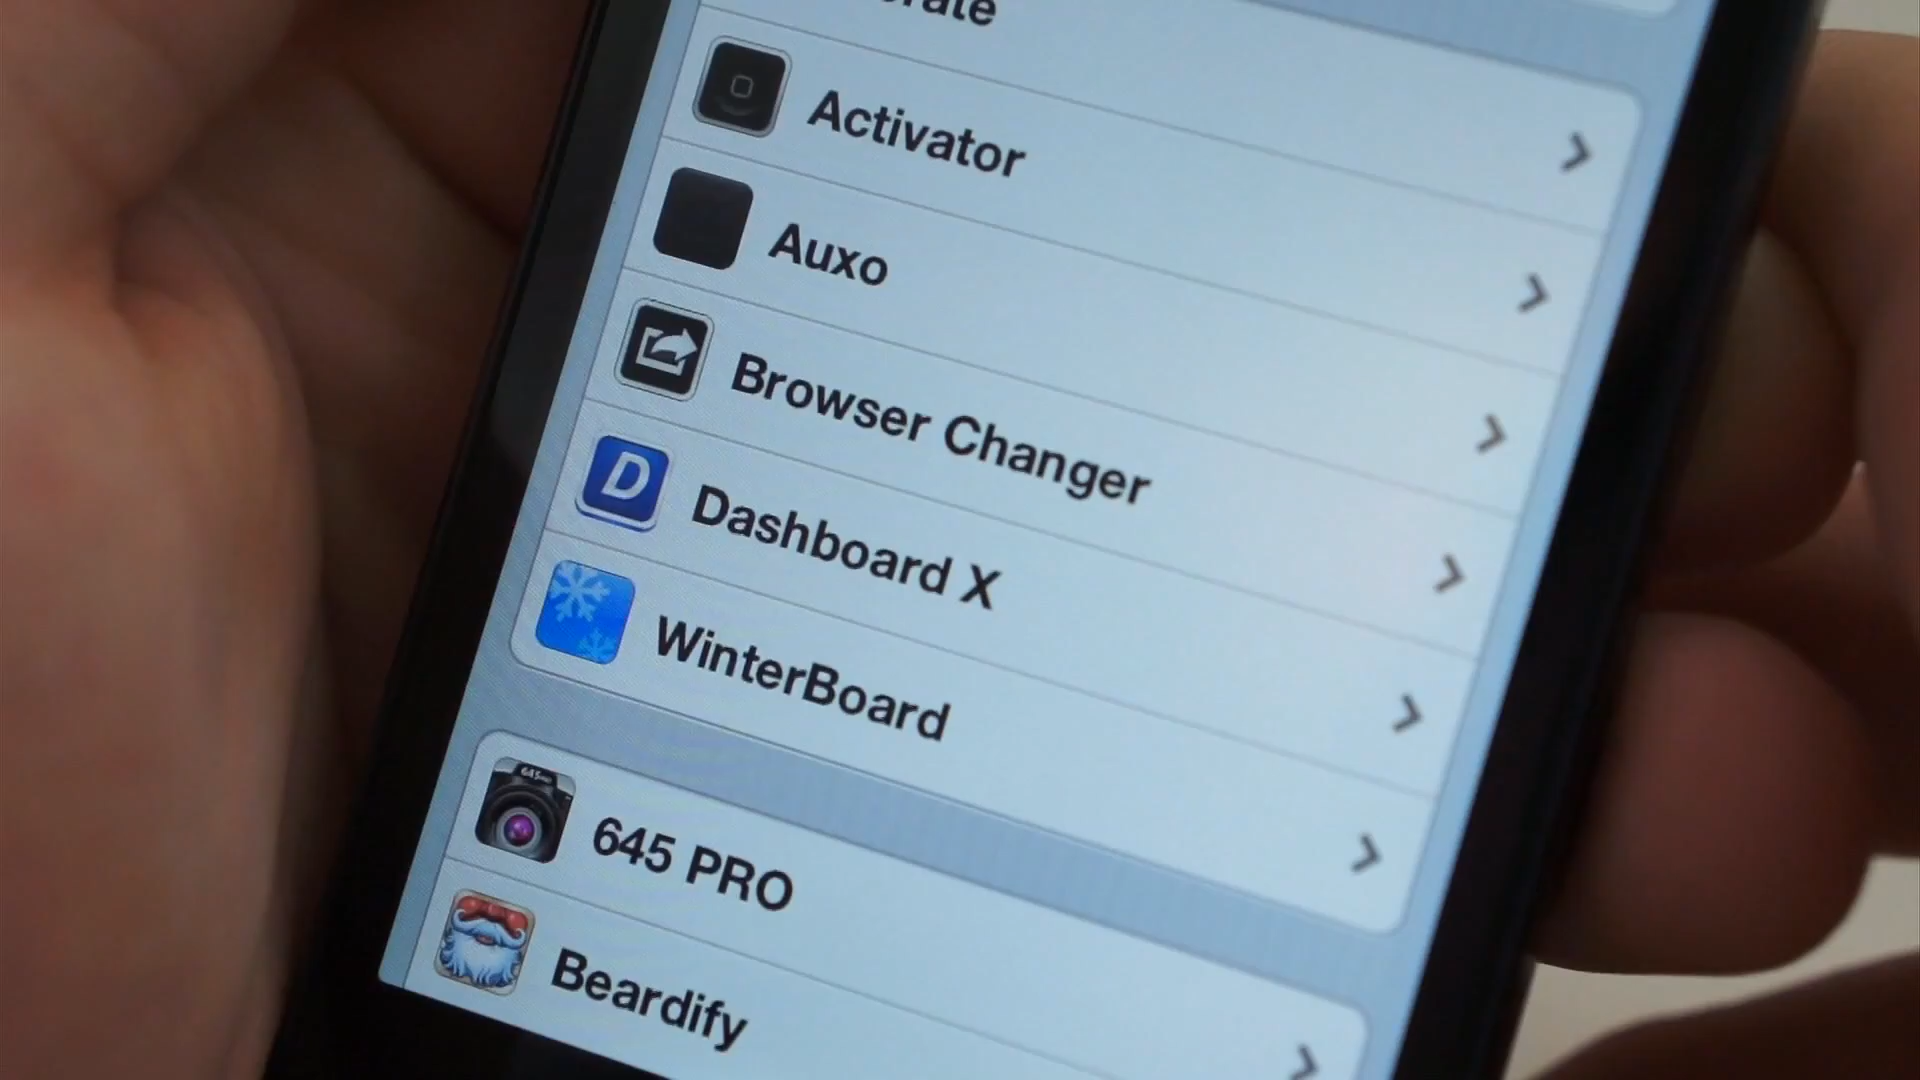 Activator
Auxo
Browser Changer
D
Dashboard X
WinterBoard
645 PRO
Beardify